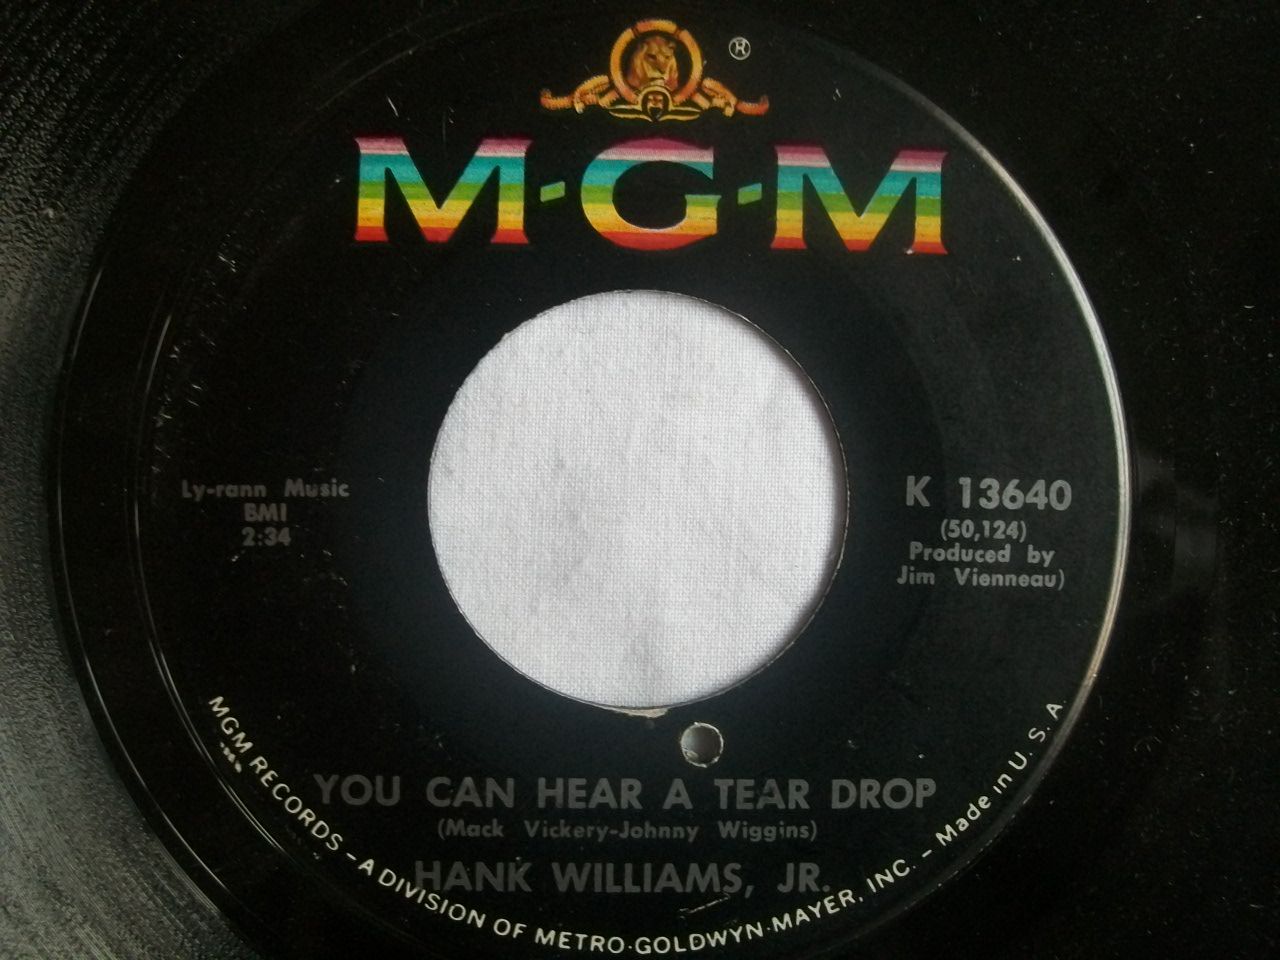 ®
M-G-M
Ly-rann Music
BMI
2:34
K 13640
(50,124)
Produced by
Jim Vienneau)
YOU CAN HEAR A TEAR DROP
(Mack Vickery-Johnny Wiggins)
HANK WILLIAMS, JR.
MGM RECORDS – A DIVISION OF METRO-GOLDWYN-MAYER, INC. – Made in U. S. A.